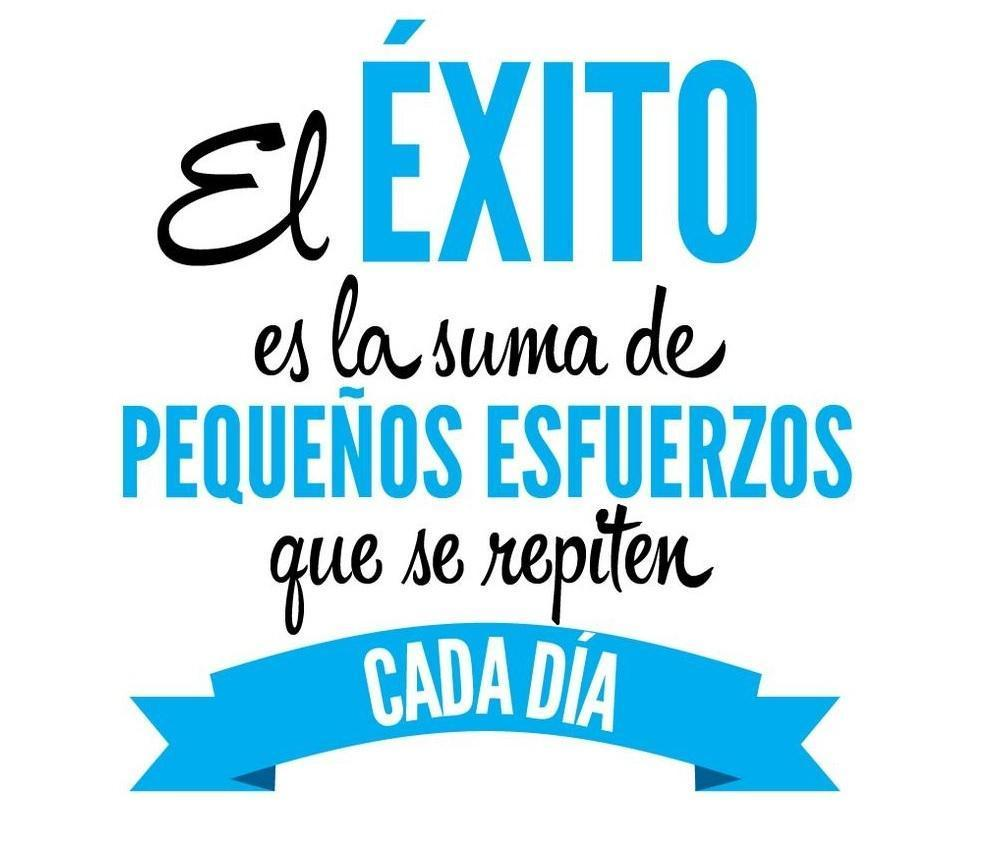 El ÉXITO
es la suma de
PEQUEÑOS ESFUERZOS
que se repiten
CADA DÍA